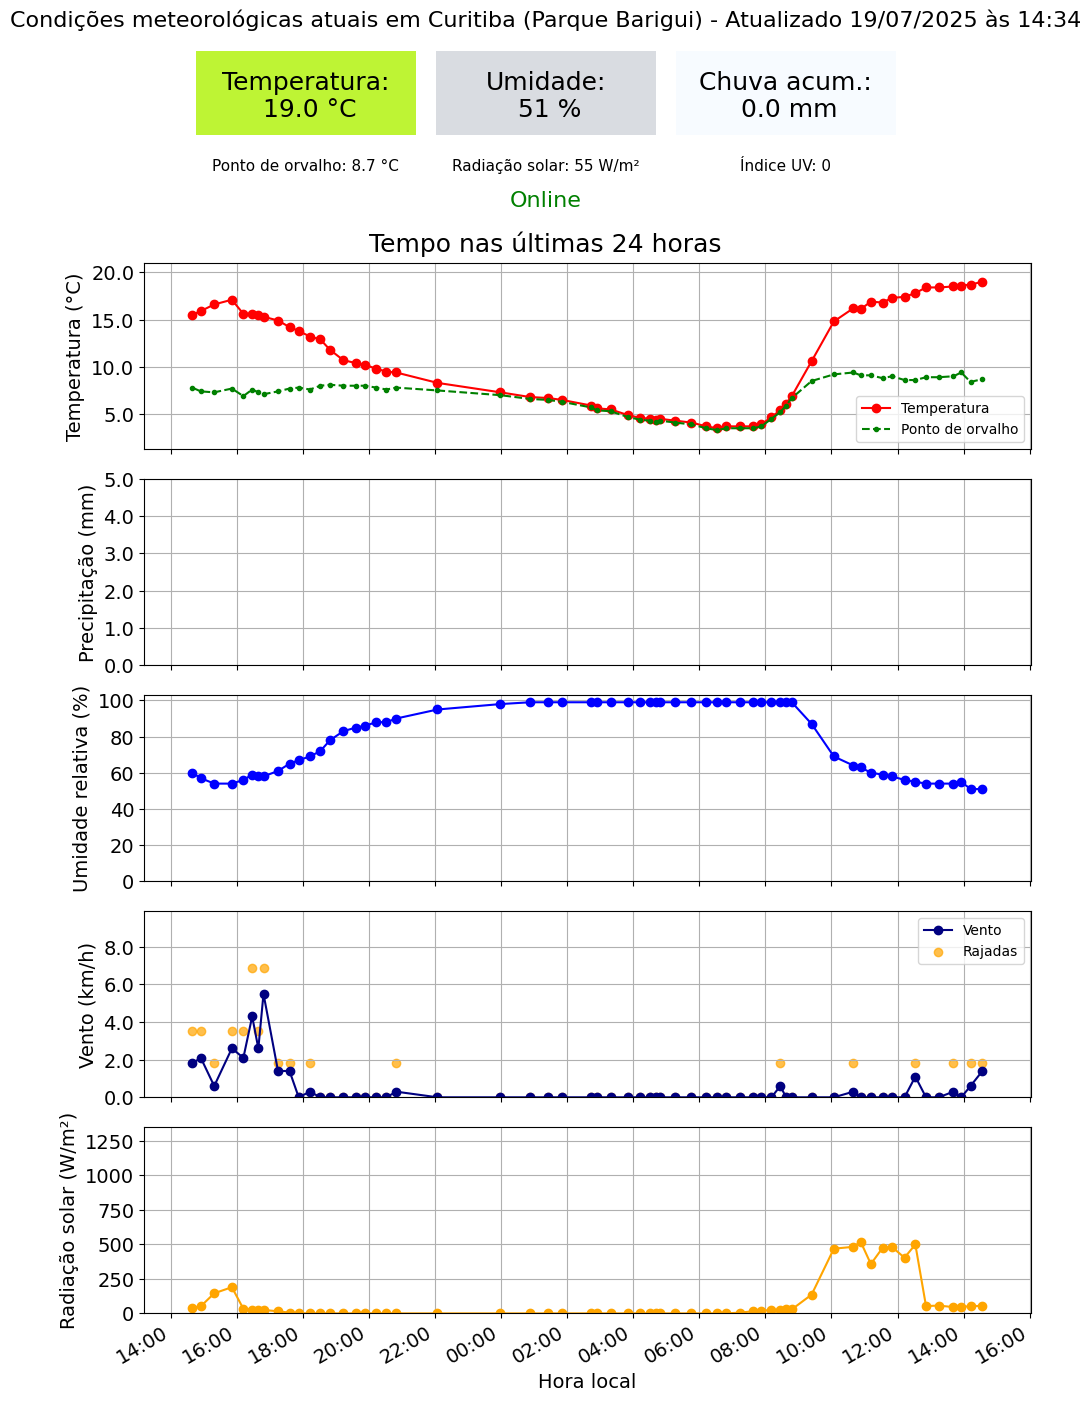 Condições meteorológicas atuais em Curitiba (Parque Barigui) - Atualizado 19/07/2025 às 14:34
Temperatura:
19.0 °C
Umidade:
51 %
Chuva acum.:
0.0 mm
Ponto de orvalho: 8.7 °C
Radiação solar: 55 W/m²
Índice UV: 0
Online
Tempo nas últimas 24 horas
Temperatura (°C)
20.0
15.0
10.0
5.0
Temperatura
Ponto de orvalho
Precipitação (mm)
5.0
4.0
3.0
2.0
1.0
0.0
Umidade relativa (%)
100
80
60
40
20
0
Vento (km/h)
8.0
6.0
4.0
2.0
0.0
Vento
Rajadas
Radiação solar (W/m²)
1250
1000
750
500
250
0
14:00 16:00 18:00 20:00 22:00 00:00 02:00 04:00 06:00 08:00 10:00 12:00 14:00 16:00
Hora local